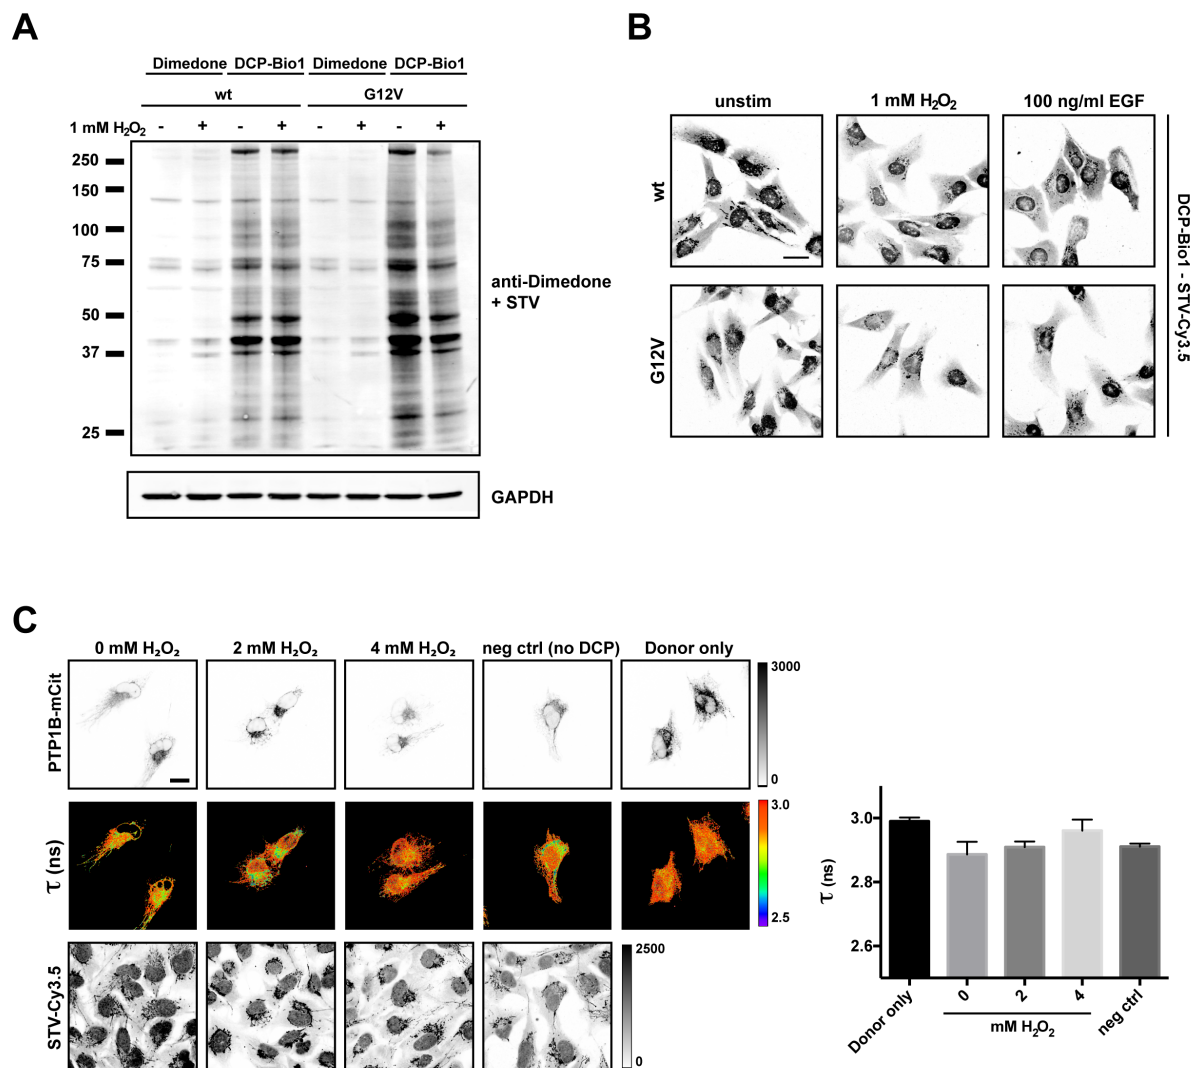 A
Dimedone DCP-Bio1 Dimedone DCP-Bio1
wt G12V
1 mM H₂O₂ - + - + - + - +
250
150
100
75
50
37
25
anti-Dimedone
+ STV
GAPDH
B
unstim 1 mM H₂O₂ 100 ng/ml EGF
wt
G12V
DCP-Bio1 - STV-Cy3.5
C
0 mM H₂O₂ 2 mM H₂O₂ 4 mM H₂O₂ neg ctrl (no DCP) Donor only
PTP1B-mCit
3000
0
τ (ns)
3.0
2.5
STV-Cy3.5
2500
0
τ (ns)
3.0
2.8
2.6
Donor only 0 2 4 neg ctrl
mM H₂O₂